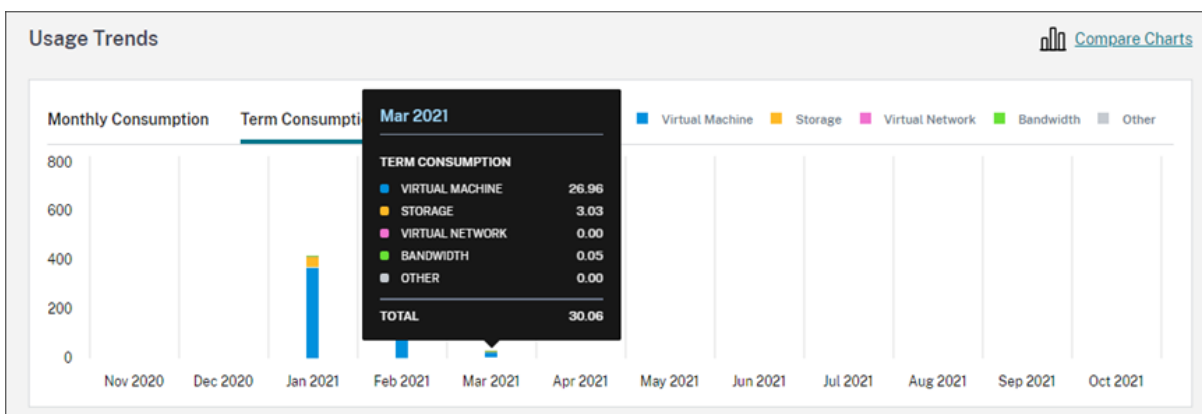 Usage Trends
Compare Charts
Monthly Consumption
Term Consumpti
Virtual Machine
Storage
Virtual Network
Bandwidth
Other
Mar 2021
TERM CONSUMPTION
VIRTUAL MACHINE 26.96
STORAGE 3.03
VIRTUAL NETWORK 0.00
BANDWIDTH 0.05
OTHER 0.00
TOTAL 30.06
800
600
400
200
0
Nov 2020 Dec 2020 Jan 2021 Feb 2021 Mar 2021 Apr 2021 May 2021 Jun 2021 Jul 2021 Aug 2021 Sep 2021 Oct 2021